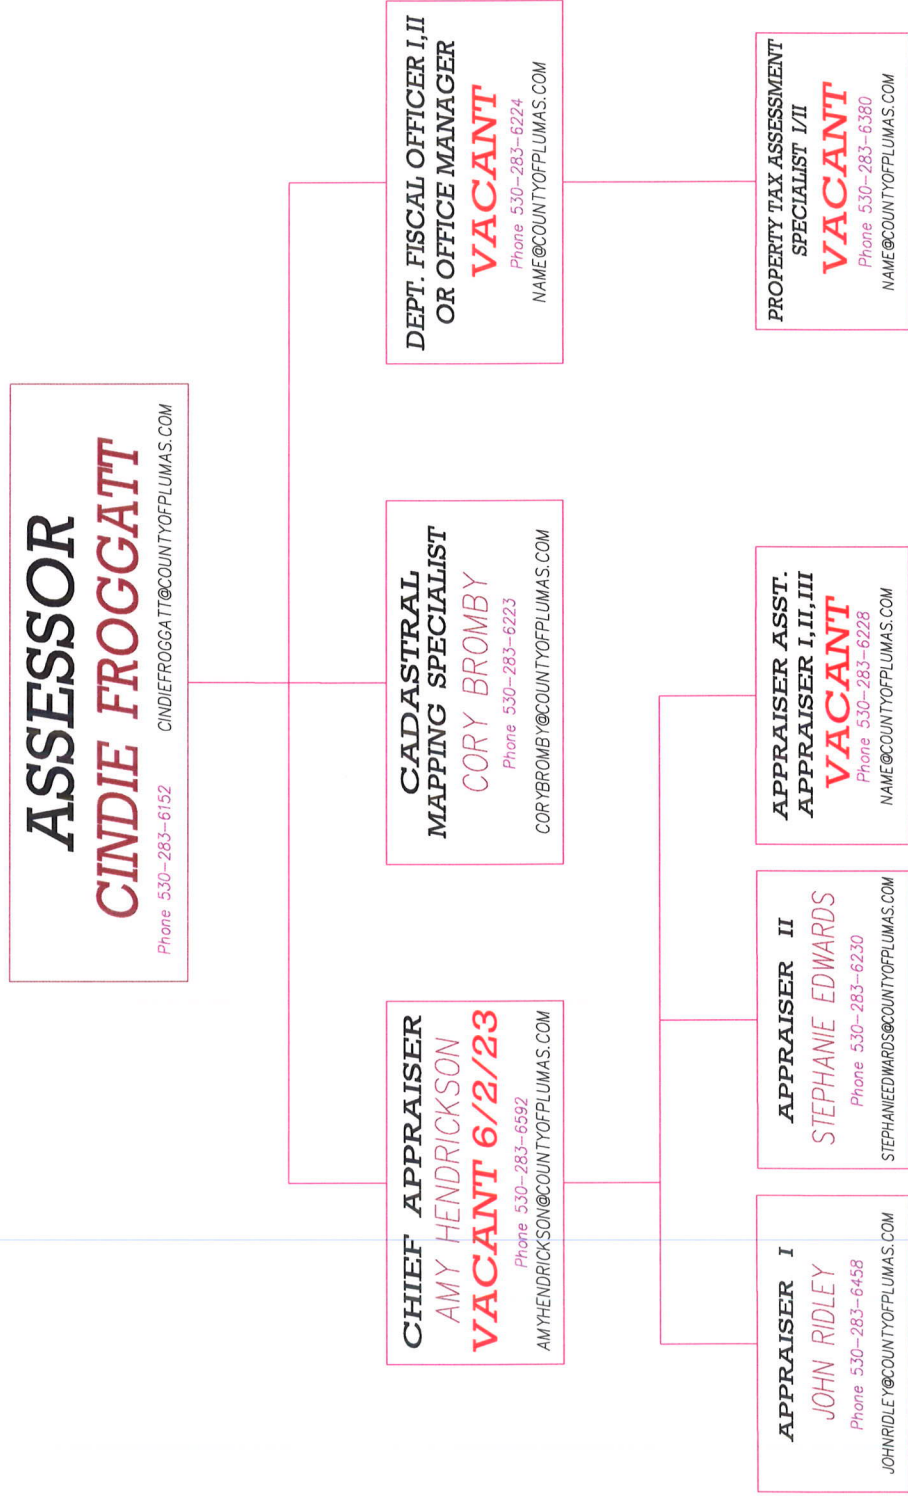 ASSESSOR
CINDIE FROGGATT
Phone 530-283-6152 CINDIEFROGGATT@COUNTYOFPLUMAS.COM
CHIEF APPRAISER
AMY HENDRICKSON
VACANT 6/2/23
Phone 530-283-6592
AMYHENDRICKSON@COUNTYOFPLUMAS.COM
CADASTRAL
MAPPING SPECIALIST
CORY BROMBY
Phone 530-283-6223
CORYBROMBY@COUNTYOFPLUMAS.COM
DEPT. FISCAL OFFICER I,II
OR OFFICE MANAGER
VACANT
Phone 530-283-6224
NAME@COUNTYOFPLUMAS.COM
APPRAISER I
JOHN RIDLEY
Phone 530-283-6458
JOHNRIDLEY@COUNTYOFPLUMAS.COM
APPRAISER II
STEPHANIE EDWARDS
Phone 530-283-6230
STEPHANIEEDWARDS@COUNTYOFPLUMAS.COM
APPRAISER ASST.
APPRAISER I,II,III
VACANT
Phone 530-283-6228
NAME@COUNTYOFPLUMAS.COM
PROPERTY TAX ASSESSMENT
SPECIALIST I/II
VACANT
Phone 530-283-6380
NAME@COUNTYOFPLUMAS.COM